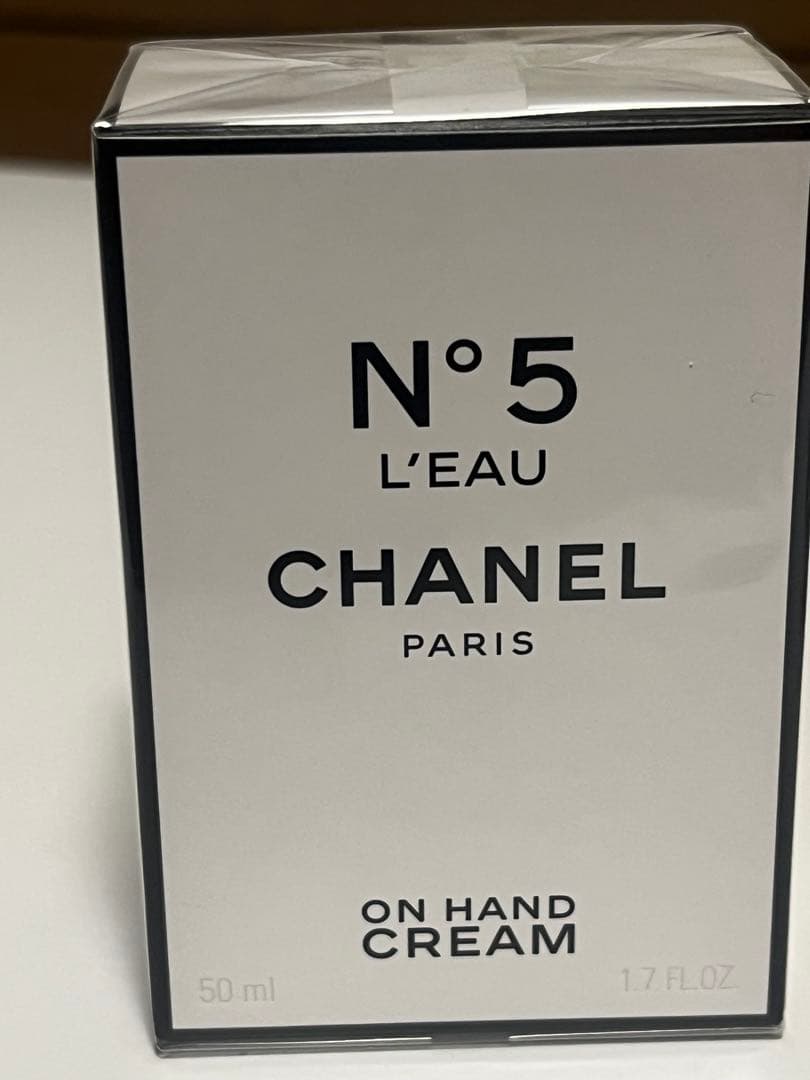 N° 5
L'EAU
CHANEL
PARIS
ON HAND
CREAM
50 ml
1.7 FL.OZ.